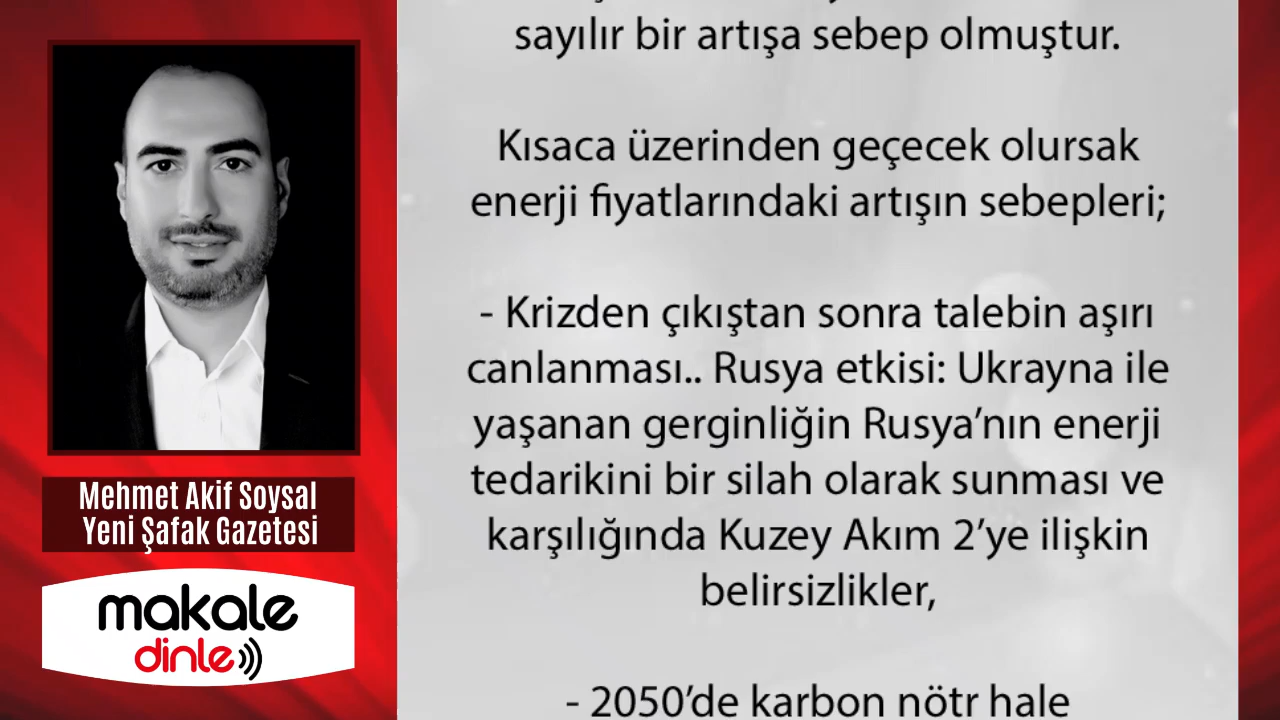 sayılır bir artışa sebep olmuştur.
Kısaca üzerinden geçecek olursak
enerji fiyatlarındaki artışın sebepleri;
- Krizden çıkıştan sonra talebin aşırı
canlanması.. Rusya etkisi: Ukrayna ile
yaşanan gerginliğin Rusya’nın enerji
tedarikini bir silah olarak sunması ve
karşılığında Kuzey Akım 2’ye ilişkin
belirsizlikler,
- 2050’de karbon nötr hale
Mehmet Akif Soysal
Yeni Şafak Gazetesi
makale
dinle